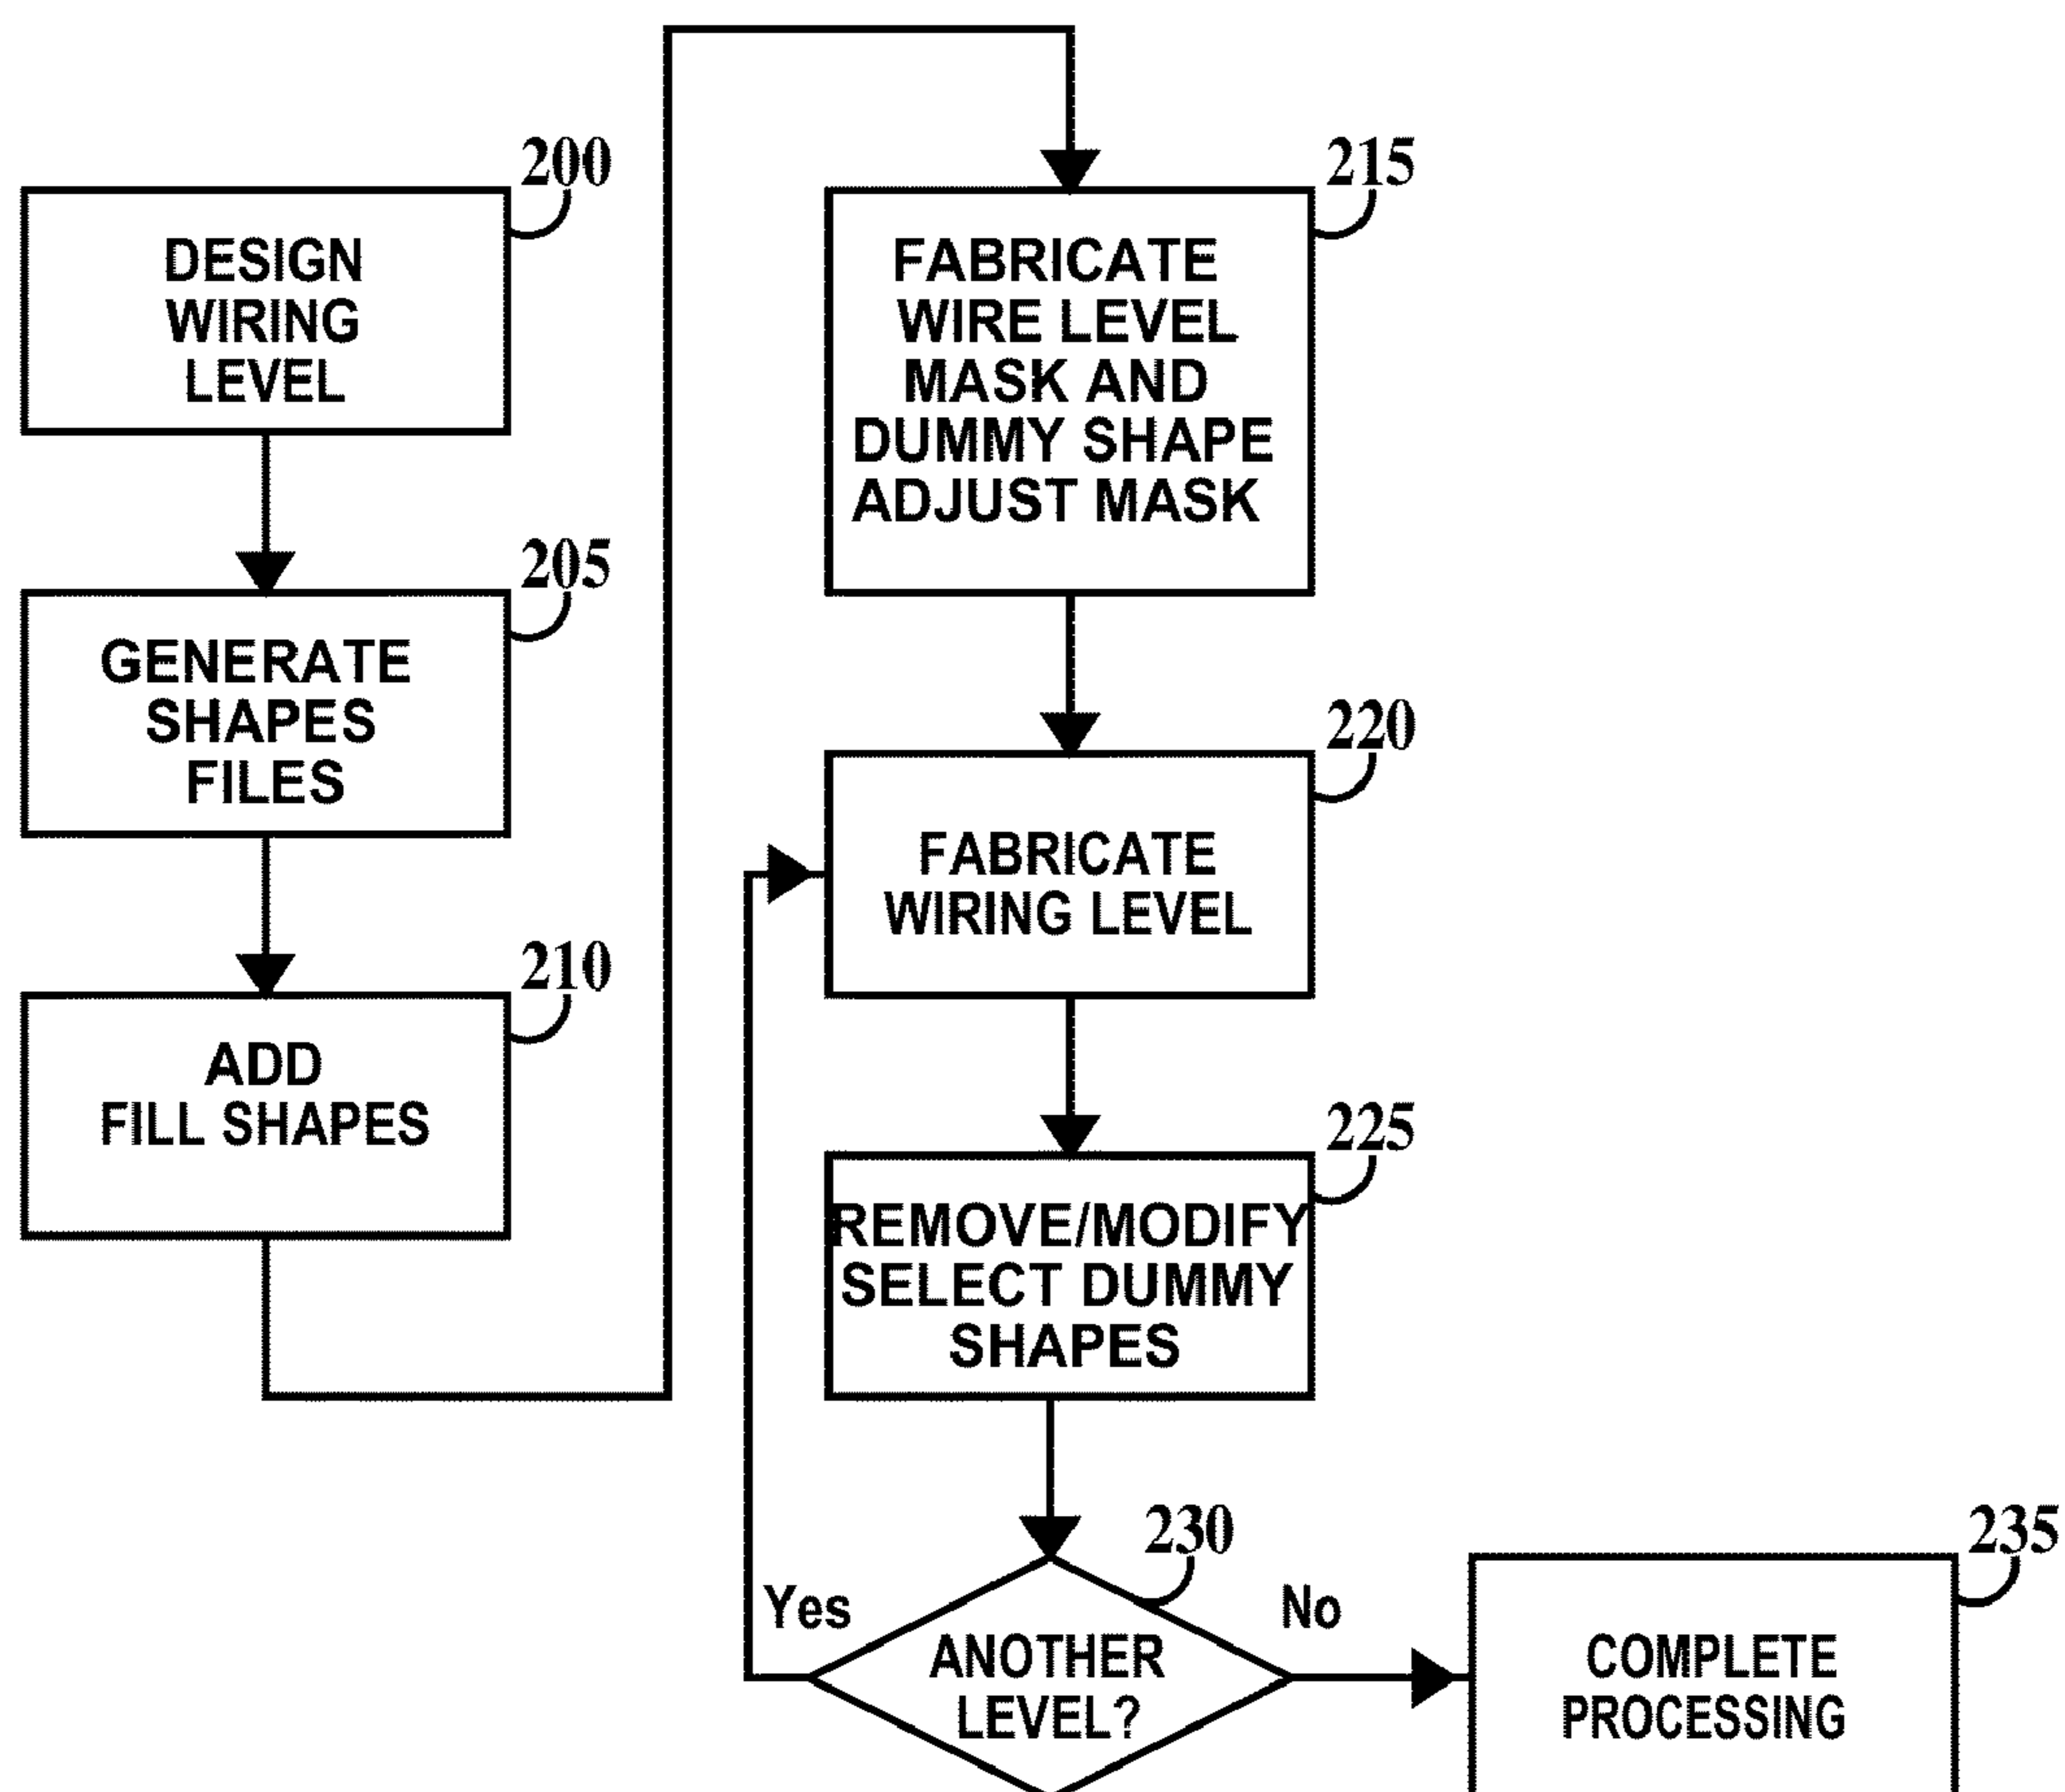 200
DESIGN
WIRING
LEVEL
205
GENERATE
SHAPES
FILES
210
ADD
FILL SHAPES
215
FABRICATE
WIRE LEVEL
MASK AND
DUMMY SHAPE
ADJUST MASK
220
FABRICATE
WIRING LEVEL
225
REMOVE/MODIFY
SELECT DUMMY
SHAPES
230
Yes
No
ANOTHER
LEVEL?
235
COMPLETE
PROCESSING